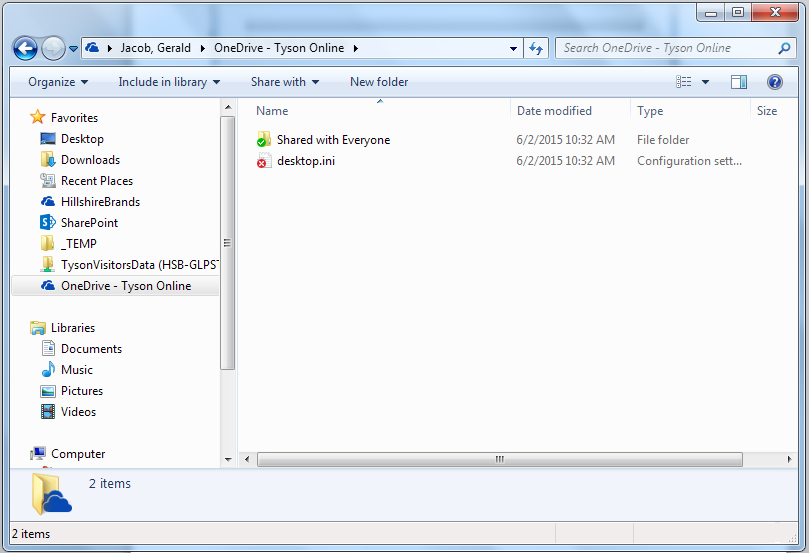 Jacob, Gerald OneDrive - Tyson Online Search OneDrive - Tyson Online
Organize Include in library Share with New folder
Name Date modified Type Size
Favorites
Desktop
Downloads
Recent Places
HillshireBrands
SharePoint
_TEMP
TysonVisitorsData (HSB-GLPST
OneDrive - Tyson Online
Libraries
Documents
Music
Pictures
Videos
Computer
Shared with Everyone 6/2/2015 10:32 AM File folder
desktop.ini 6/2/2015 10:32 AM Configuration sett...
2 items
2 items